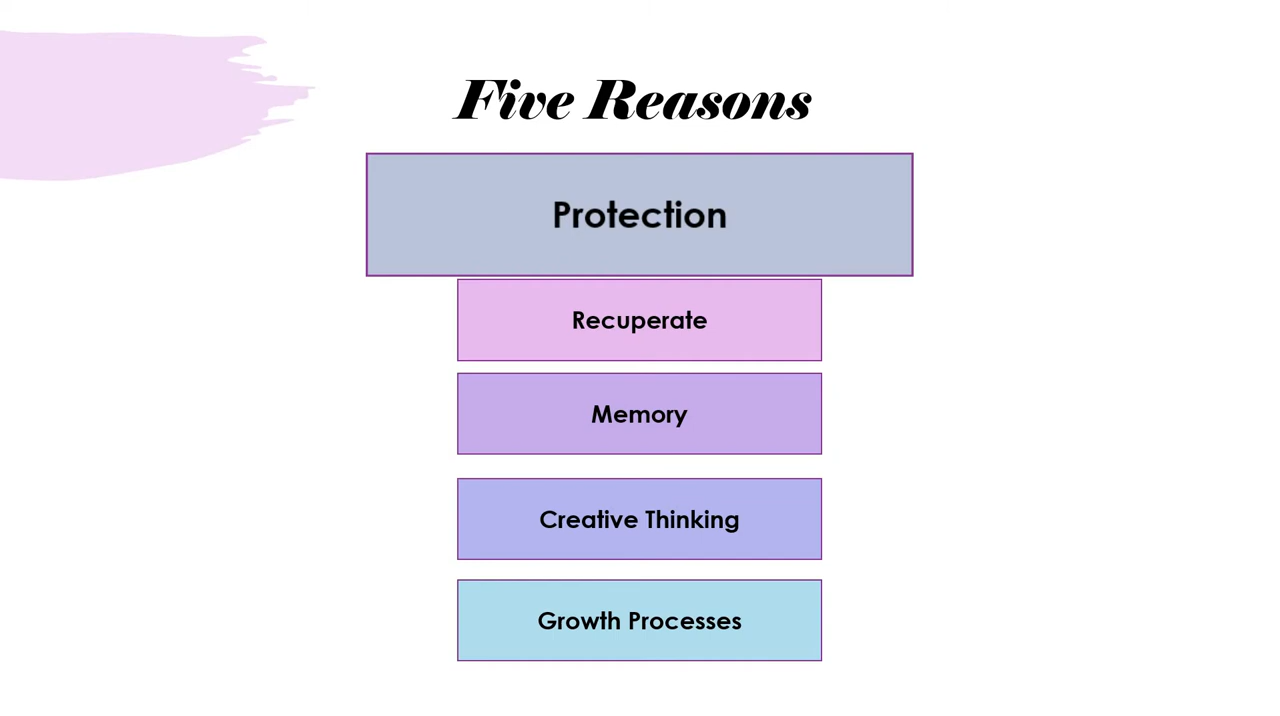 Five Reasons
Protection
Recuperate
Memory
Creative Thinking
Growth Processes